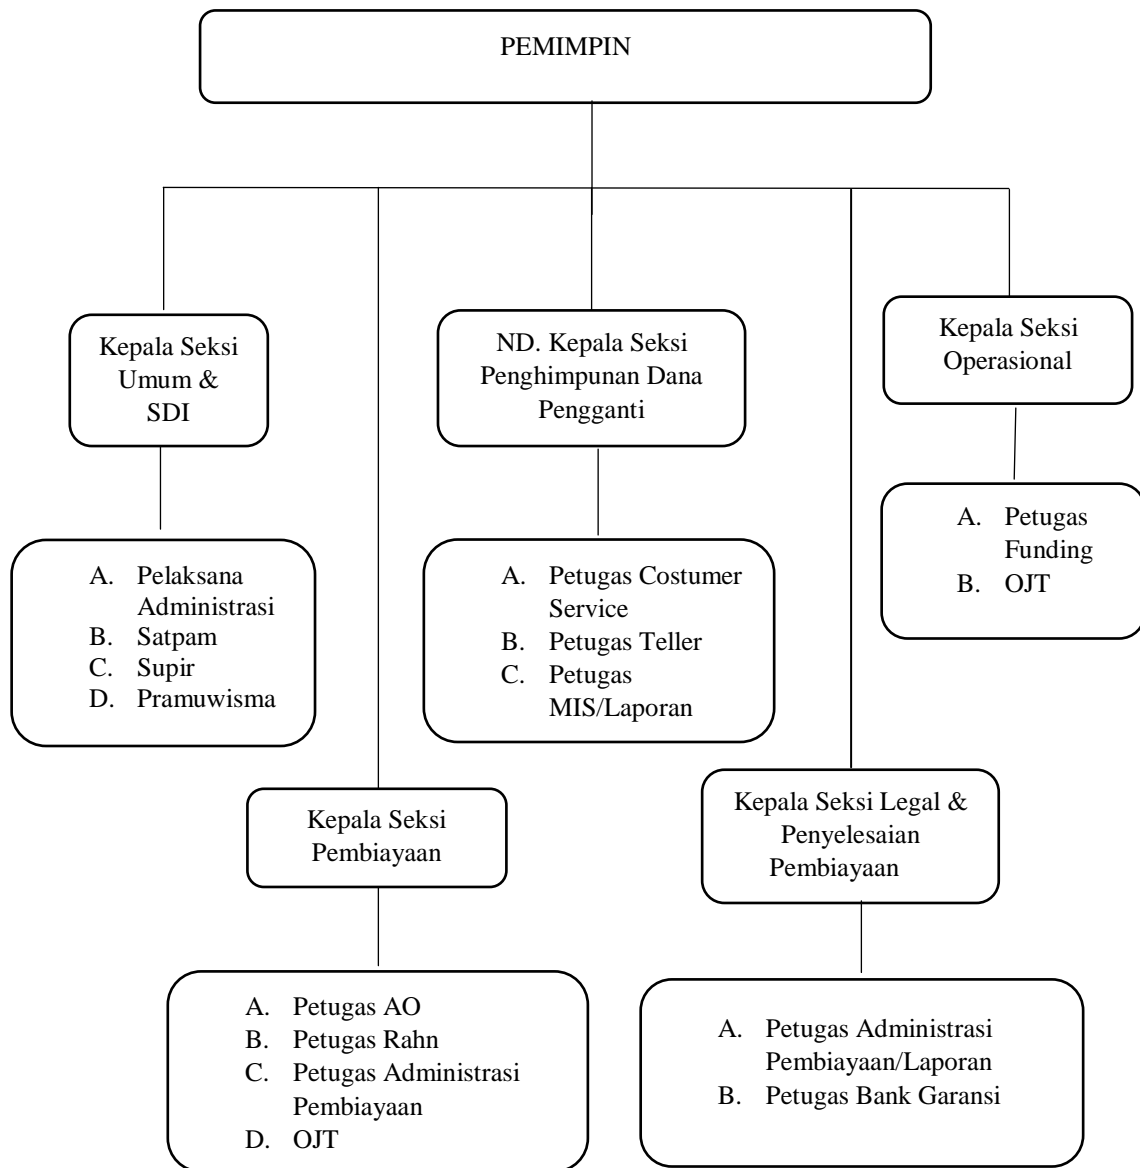 PEMIMPIN
Kepala Seksi
Umum &
SDI
ND. Kepala Seksi
Penghimpunan Dana
Pengganti
Kepala Seksi
Operasional
A. Pelaksana
Administrasi
B. Satpam
C. Supir
D. Pramuwisma
A. Petugas Costumer
Service
B. Petugas Teller
C. Petugas
MIS/Laporan
A. Petugas
Funding
B. OJT
Kepala Seksi
Pembiayaan
Kepala Seksi Legal &
Penyelesaian
Pembiayaan
A. Petugas AO
B. Petugas Rahn
C. Petugas Administrasi
Pembiayaan
D. OJT
A. Petugas Administrasi
Pembiayaan/Laporan
B. Petugas Bank Garansi